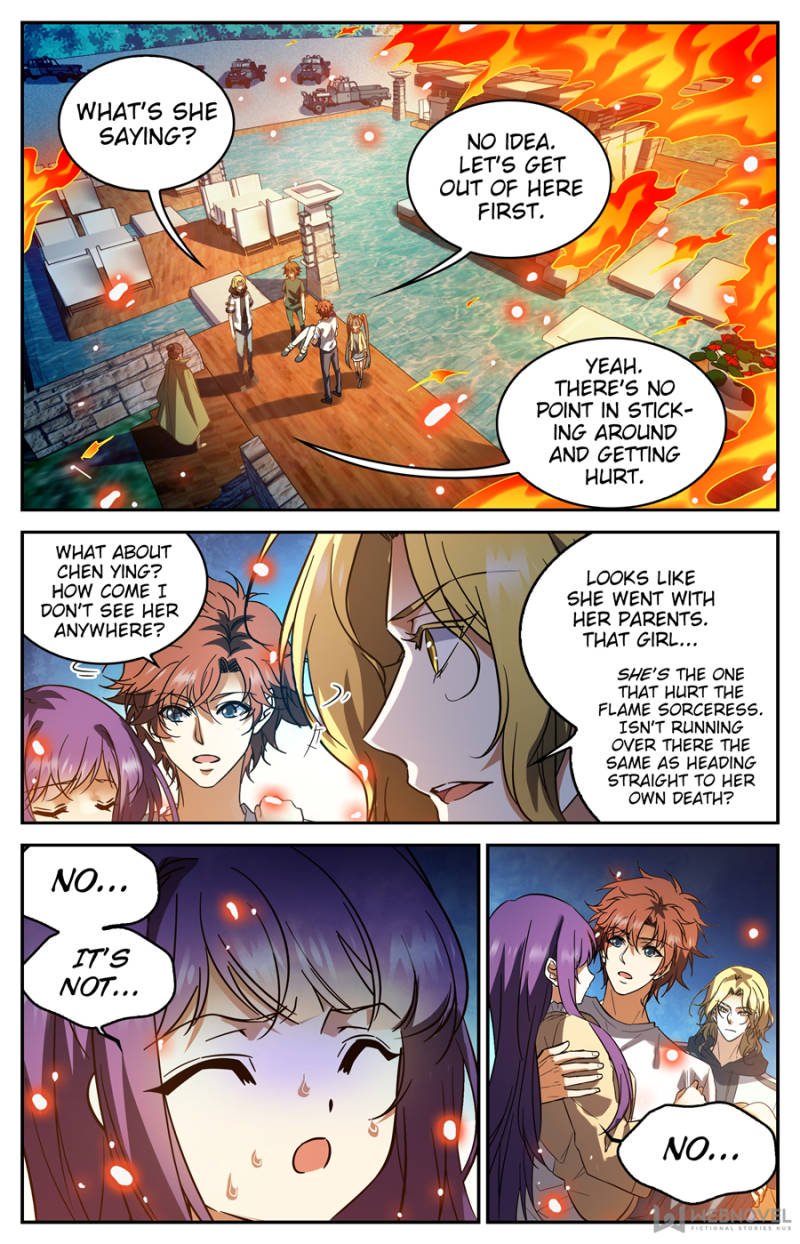 WHAT'S SHE
SAYING?
NO IDEA.
LET'S GET
OUT OF HERE
FIRST.
YEAH.
THERE'S NO
POINT IN STICK-
ING AROUND
AND GETTING
HURT.
WHAT ABOUT
CHEN YING?
HOW COME I
DON'T SEE HER
ANYWHERE?
LOOKS LIKE
SHE WENT WITH
HER PARENTS.
THAT GIRL...
SHE'S THE ONE
THAT HURT THE
FLAME SORCERESS.
ISN'T RUNNING
OVER THERE THE
SAME AS HEADING
STRAIGHT TO HER
OWN DEATH?
NO...
IT'S
NOT...
NO...
WEBNOVEL
FICTIONAL STORIES HUB